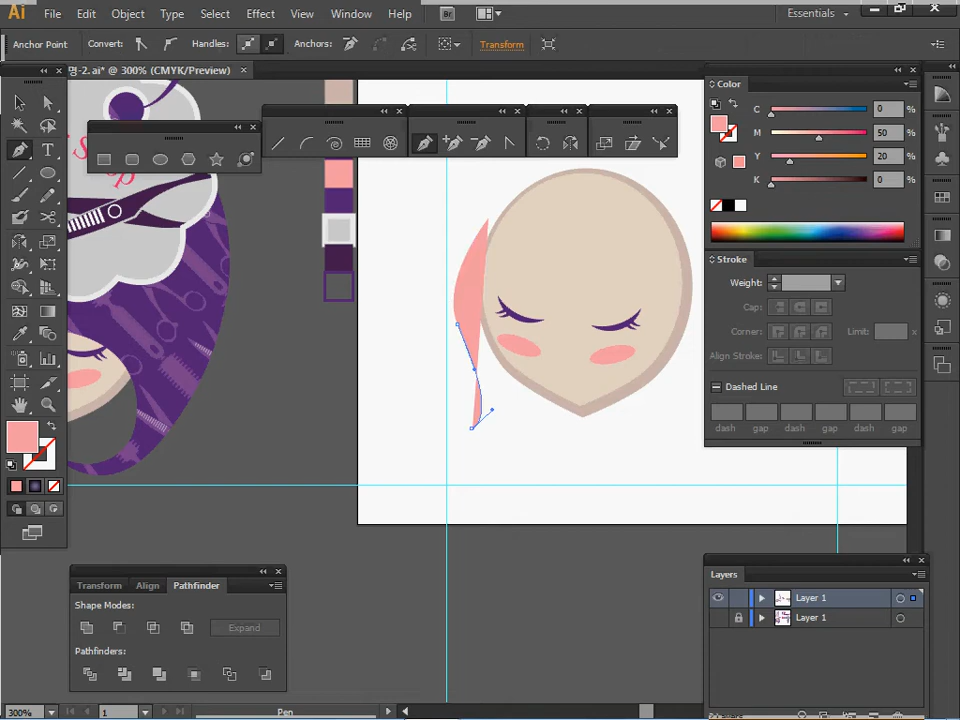 Ai File Edit Object Type Select Effect View Window Help Br Essentials
Anchor Point Convert: Handles: Anchors: Transform
명-2.ai* @ 300% (CMYK/Preview) ×
Color
C 0 %
M 50 %
Y 20 %
K 0 %
Shop
Stroke
Weight:
Cap:
Corner: Limit: x
Align Stroke:
Dashed Line
dash gap dash gap dash gap
Layers
Layer 1
Layer 1
Transform Align Pathfinder
Shape Modes:
Expand
Pathfinders:
300% 1 Pen